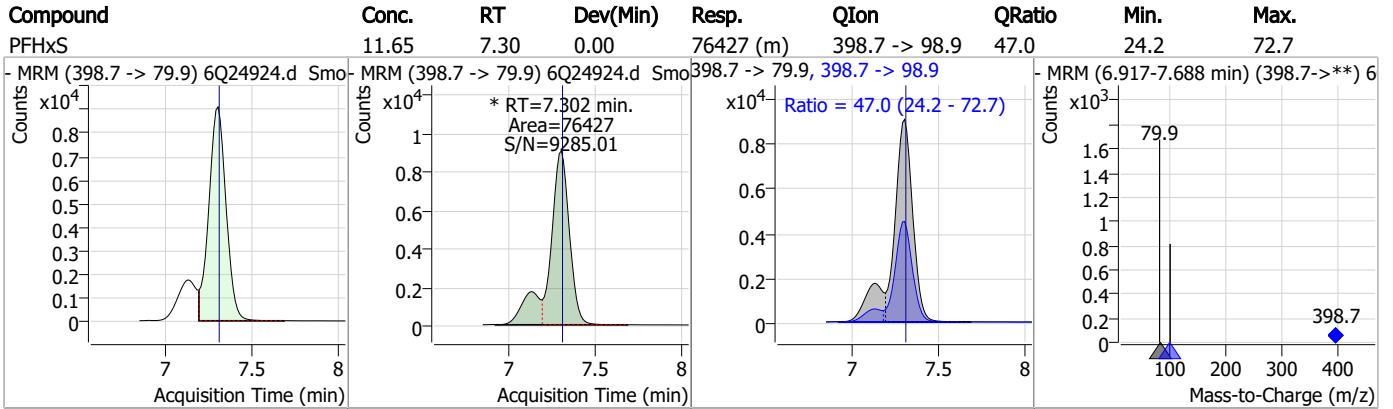 Compound Conc. RT Dev(Min) Resp. QIon QRatio Min. Max.
PFHxS 11.65 7.30 0.00 76427 (m) 398.7 -> 98.9 47.0 24.2 72.7
- MRM (398.7 -> 79.9) 6Q24924.d Smo
Counts
x10⁴
0.8
0.7
0.6
0.5
0.4
0.3
0.2
0.1
0
7 7.5 8
Acquisition Time (min)
- MRM (398.7 -> 79.9) 6Q24924.d Smo
Counts
x10⁴
* RT=7.302 min.
Area=76427
S/N=9285.01
1
0.8
0.6
0.4
0.2
0
7 7.5 8
Acquisition Time (min)
398.7 -> 79.9, 398.7 -> 98.9
x10⁴
Ratio = 47.0 (24.2 - 72.7)
0.8
0.6
0.4
0.2
0
7 7.5 8
Acquisition Time (min)
- MRM (6.917-7.688 min) (398.7->**) 6
Counts
x10³
79.9
1.6
1.4
1.2
1
0.8
0.6
0.4
0.2
0
398.7
100 200 300 400
Mass-to-Charge (m/z)